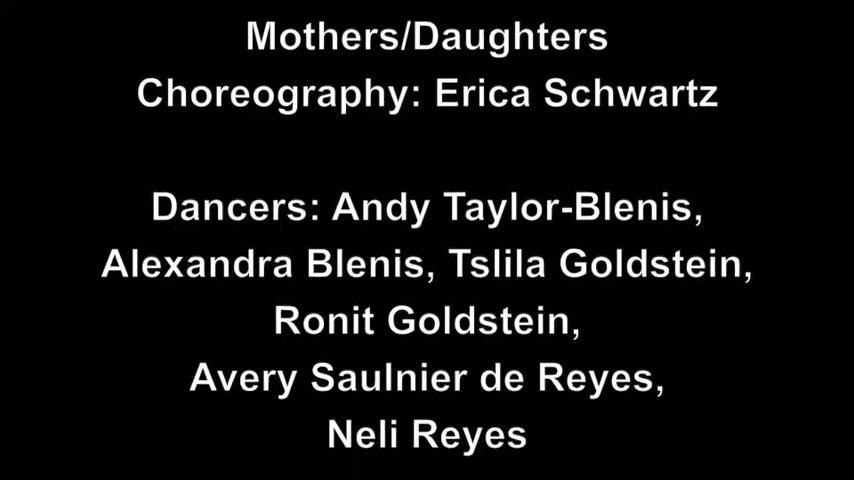 Mothers/Daughters
Choreography: Erica Schwartz
Dancers: Andy Taylor-Blenis,
Alexandra Blenis, Tslila Goldstein,
Ronit Goldstein,
Avery Saulnier de Reyes,
Neli Reyes